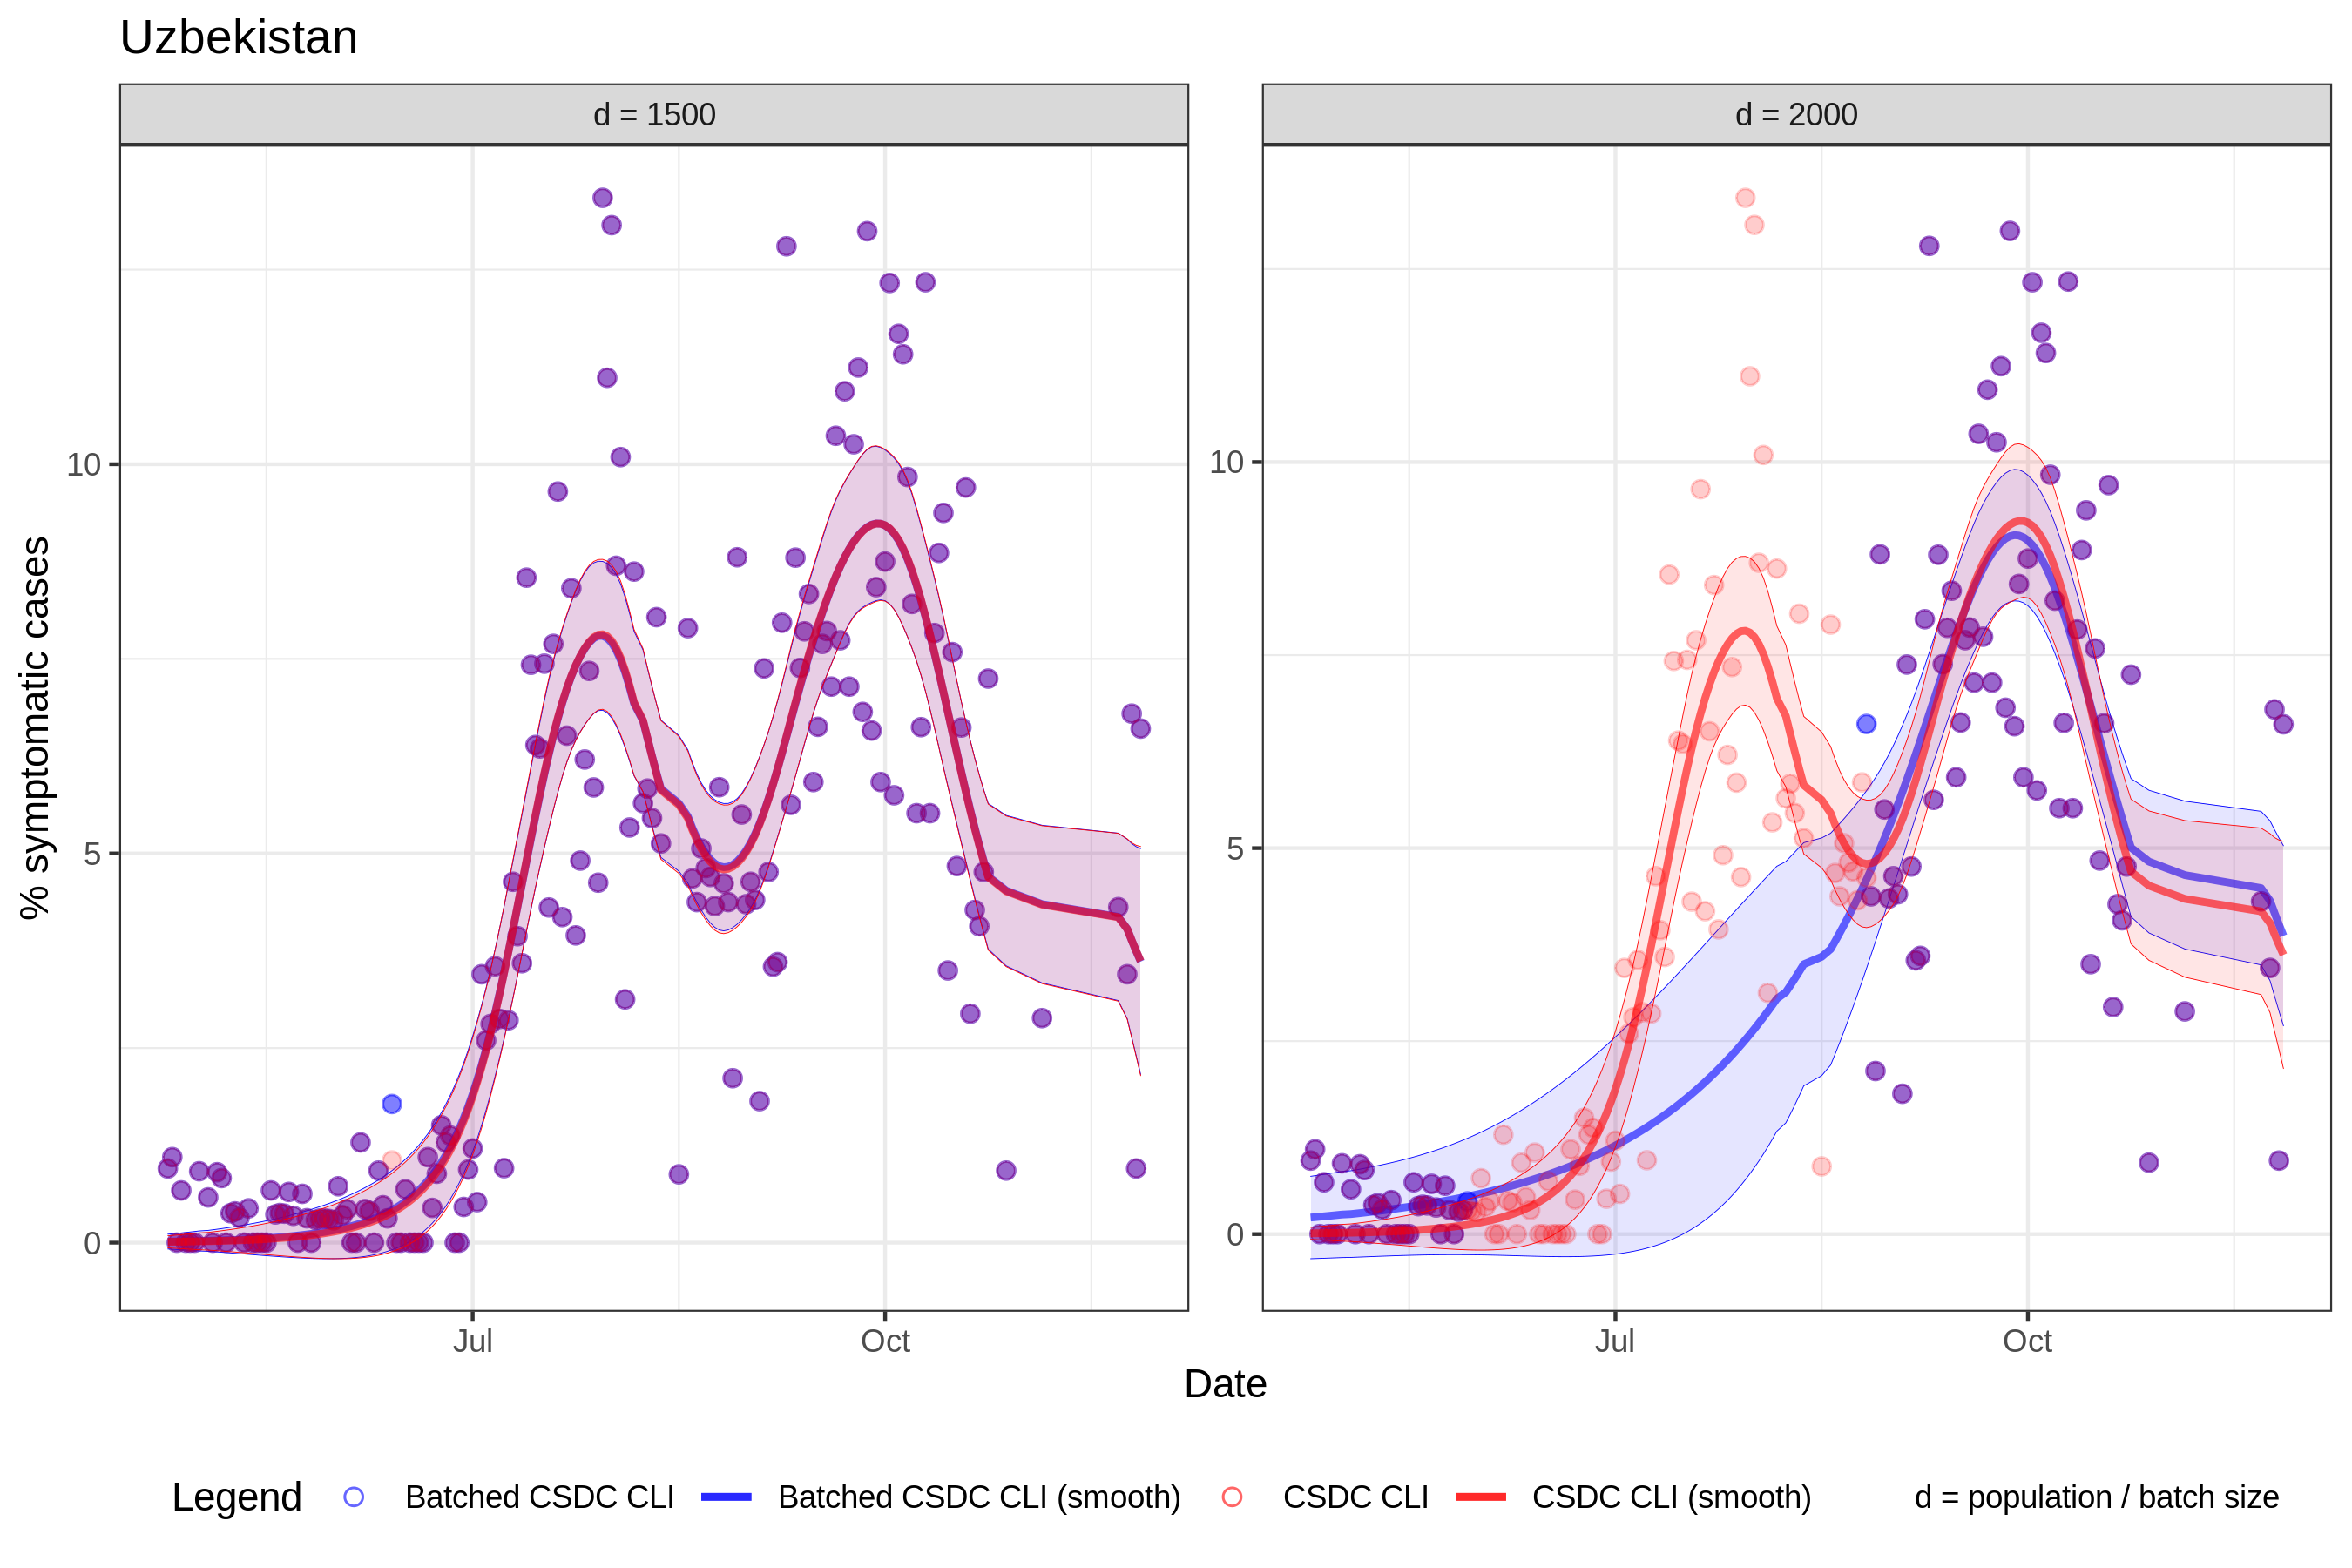 Uzbekistan
d = 1500
d = 2000
% symptomatic cases
10
5
0
10
5
0
Jul
Oct
Jul
Oct
Date
Legend
Batched CSDC CLI
Batched CSDC CLI (smooth)
CSDC CLI
CSDC CLI (smooth)
d = population / batch size